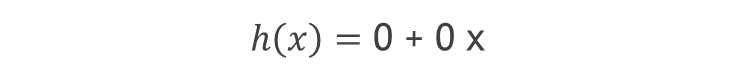 h(x) = 0 + 0 x